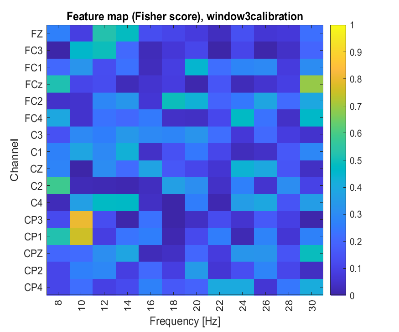 Feature map (Fisher score), window3calibration
FZ
FC3
FC1
FCz
FC2
FC4
C3
C1
CZ
C2
C4
CP3
CP1
CPZ
CP2
CP4
Channel
8 10 12 14 16 18 20 22 24 26 28 30
Frequency [Hz]
1
0.9
0.8
0.7
0.6
0.5
0.4
0.3
0.2
0.1
0